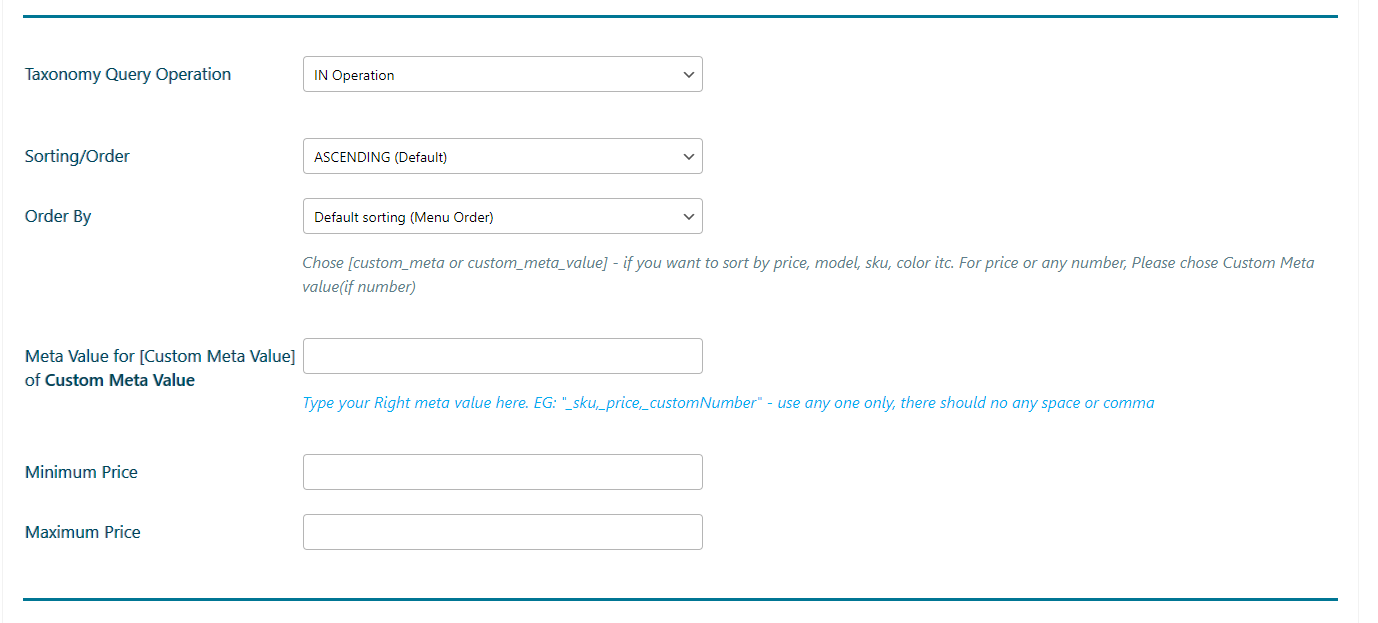 Taxonomy Query Operation
IN Operation
Sorting/Order
ASCENDING (Default)
Order By
Default sorting (Menu Order)
Chose [custom_meta or custom_meta_value] - if you want to sort by price, model, sku, color itc. For price or any number, Please chose Custom Meta
value(if number)
Meta Value for [Custom Meta Value]
of Custom Meta Value
Type your Right meta value here. EG: "_sku,_price,_customNumber" - use any one only, there should no any space or comma
Minimum Price
Maximum Price